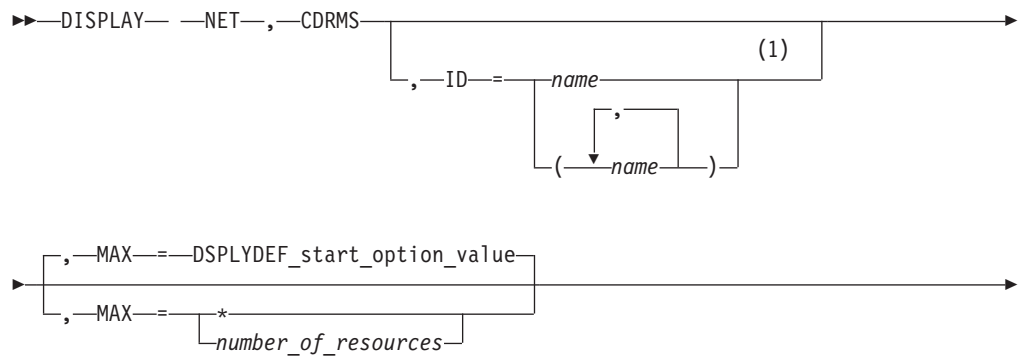 DISPLAY NET , CDRMS
(1)
, ID = name
,
( name )
, MAX = DSPLYDEF_start_option_value
, MAX = *
number_of_resources